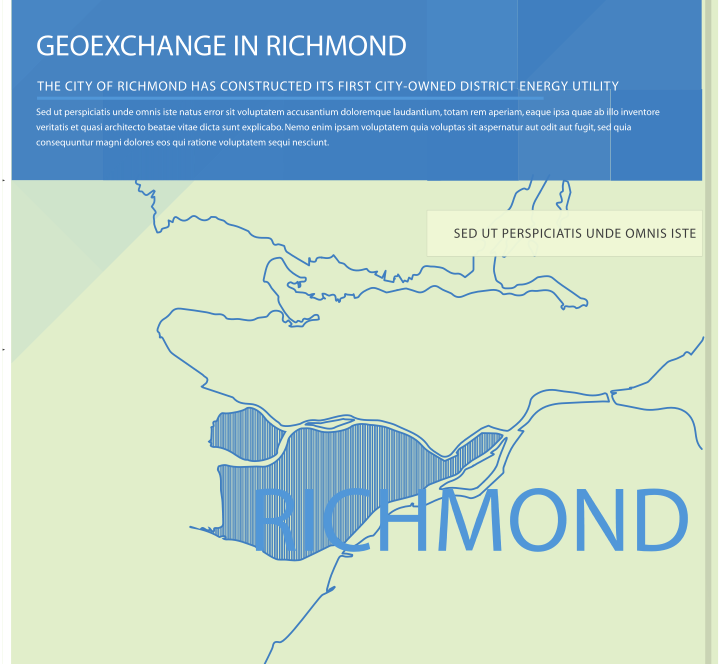 GEOEXCHANGE IN RICHMOND
THE CITY OF RICHMOND HAS CONSTRUCTED ITS FIRST CITY-OWNED DISTRICT ENERGY UTILITY
Sed ut perspiciatis unde omnis iste natus error sit voluptatem accusantium doloremque laudantium, totam rem aperiam, eaque ipsa quae ab illo inventore
veritatis et quasi architecto beatae vitae dicta sunt explicabo. Nemo enim ipsam voluptatem quia voluptas sit aspernatur aut odit aut fugit, sed quia
consequuntur magni dolores eos qui ratione voluptatem sequi nesciunt.
SED UT PERSPICIATIS UNDE OMNIS ISTE
RICHMOND